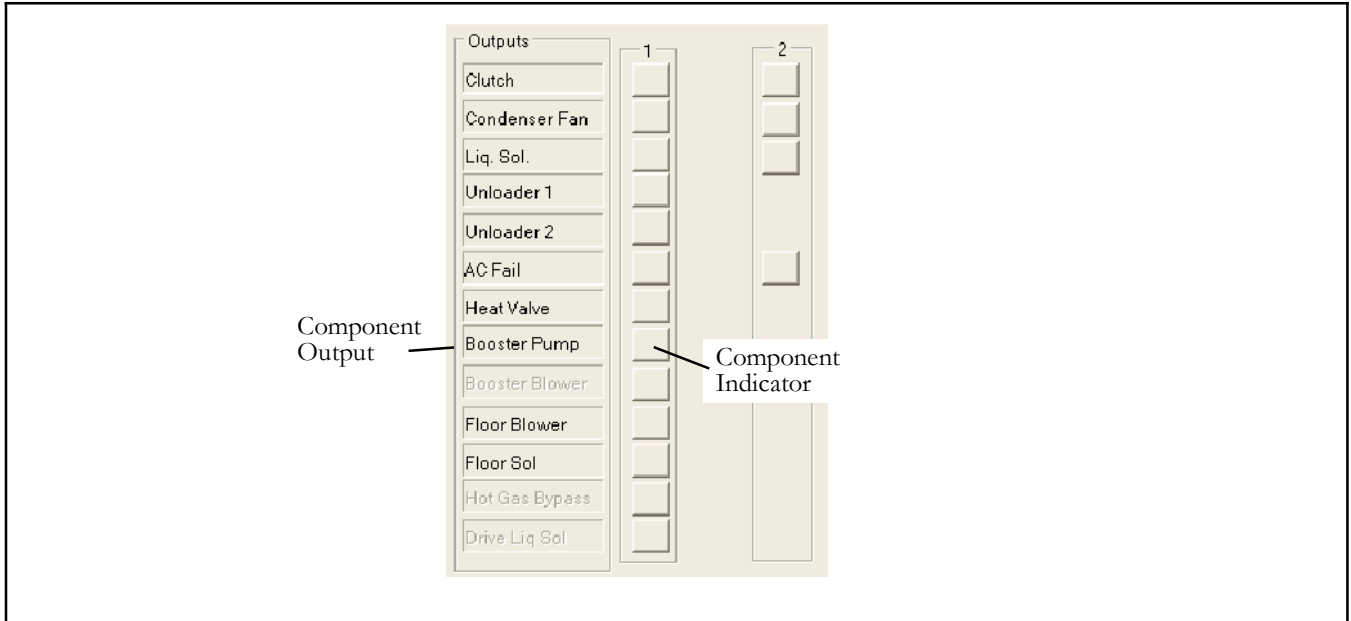 Outputs
1
2
Clutch
Condenser Fan
Liq. Sol.
Unloader 1
Unloader 2
AC Fail
Heat Valve
Booster Pump
Booster Blower
Floor Blower
Floor Sol
Hot Gas Bypass
Drive Liq Sol
Component
Output
Component
Indicator